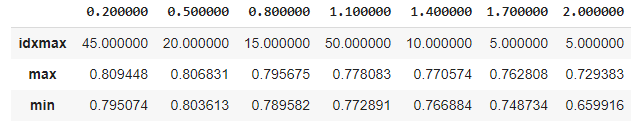 0.200000 0.500000 0.800000 1.100000 1.400000 1.700000 2.000000
idxmax 45.000000 20.000000 15.000000 50.000000 10.000000 5.000000 5.000000
max 0.809448 0.806831 0.795675 0.778083 0.770574 0.762808 0.729383
min 0.795074 0.803613 0.789582 0.772891 0.766884 0.748734 0.659916